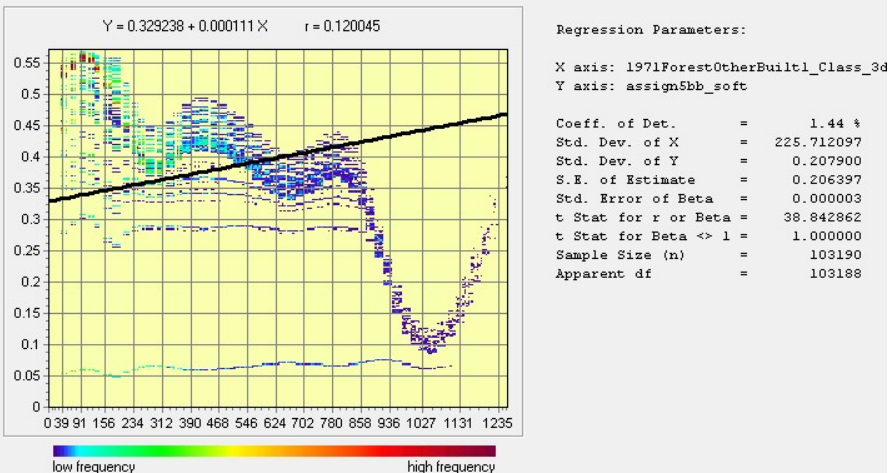 Y = 0.329238 + 0.000111 X r = 0.120045
0.55
0.5
0.45
0.4
0.35
0.3
0.25
0.2
0.15
0.1
0.05
0
0 39 91 156 234 312 390 468 546 624 702 780 858 936 1027 1131 1235
low frequency high frequency
Regression Parameters:
X axis: 1971ForestOtherBuilt1_Class_3d
Y axis: assign5bb_soft
Coeff. of Det. = 1.44 %
Std. Dev. of X = 225.712097
Std. Dev. of Y = 0.207900
S.E. of Estimate = 0.206397
Std. Error of Beta = 0.000003
t Stat for r or Beta = 38.842862
t Stat for Beta <> 1 = 1.000000
Sample Size (n) = 103190
Apparent df = 103188